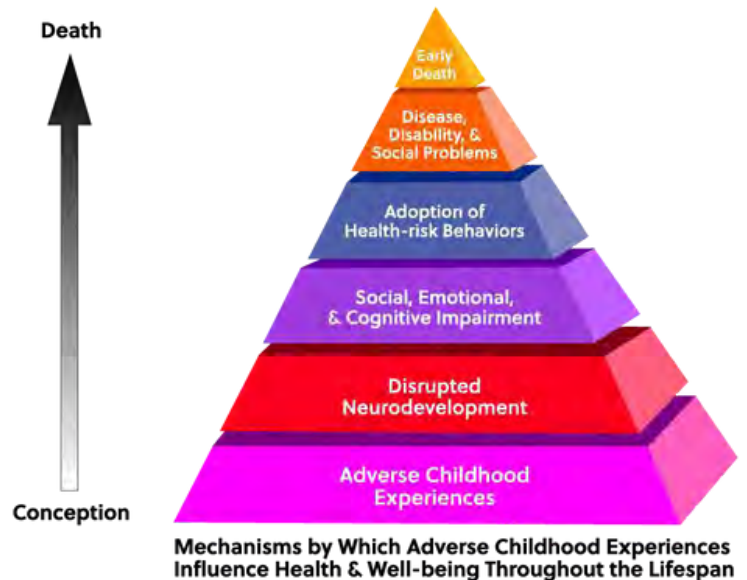 Death
Early
Death
Disease,
Disability, &
Social Problems
Adoption of
Health-risk Behaviors
Social, Emotional,
& Cognitive Impairment
Disrupted
Neurodevelopment
Adverse Childhood
Experiences
Conception
Mechanisms by Which Adverse Childhood Experiences
Influence Health & Well-being Throughout the Lifespan